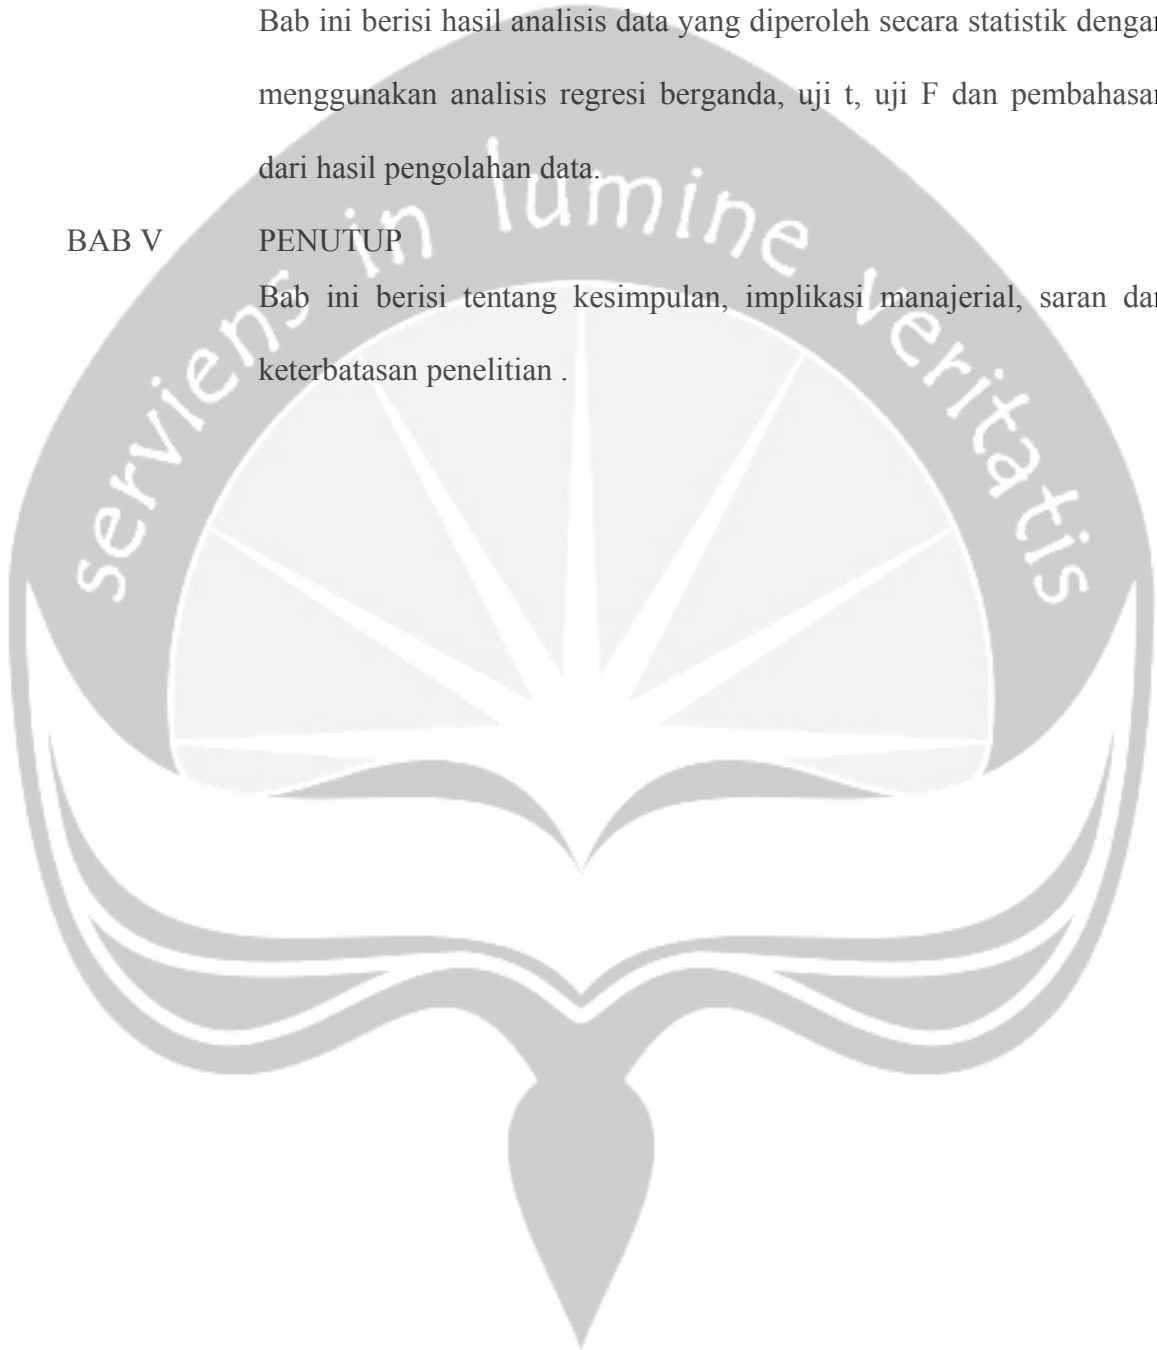 Bab ini berisi hasil analisis data yang diperoleh secara statistik dengan
menggunakan analisis regresi berganda, uji t, uji F dan pembahasan
dari hasil pengolahan data.
BAB V PENUTUP
Bab ini berisi tentang kesimpulan, implikasi manajerial, saran dan
keterbatasan penelitian .
serviens in lumine veritatis